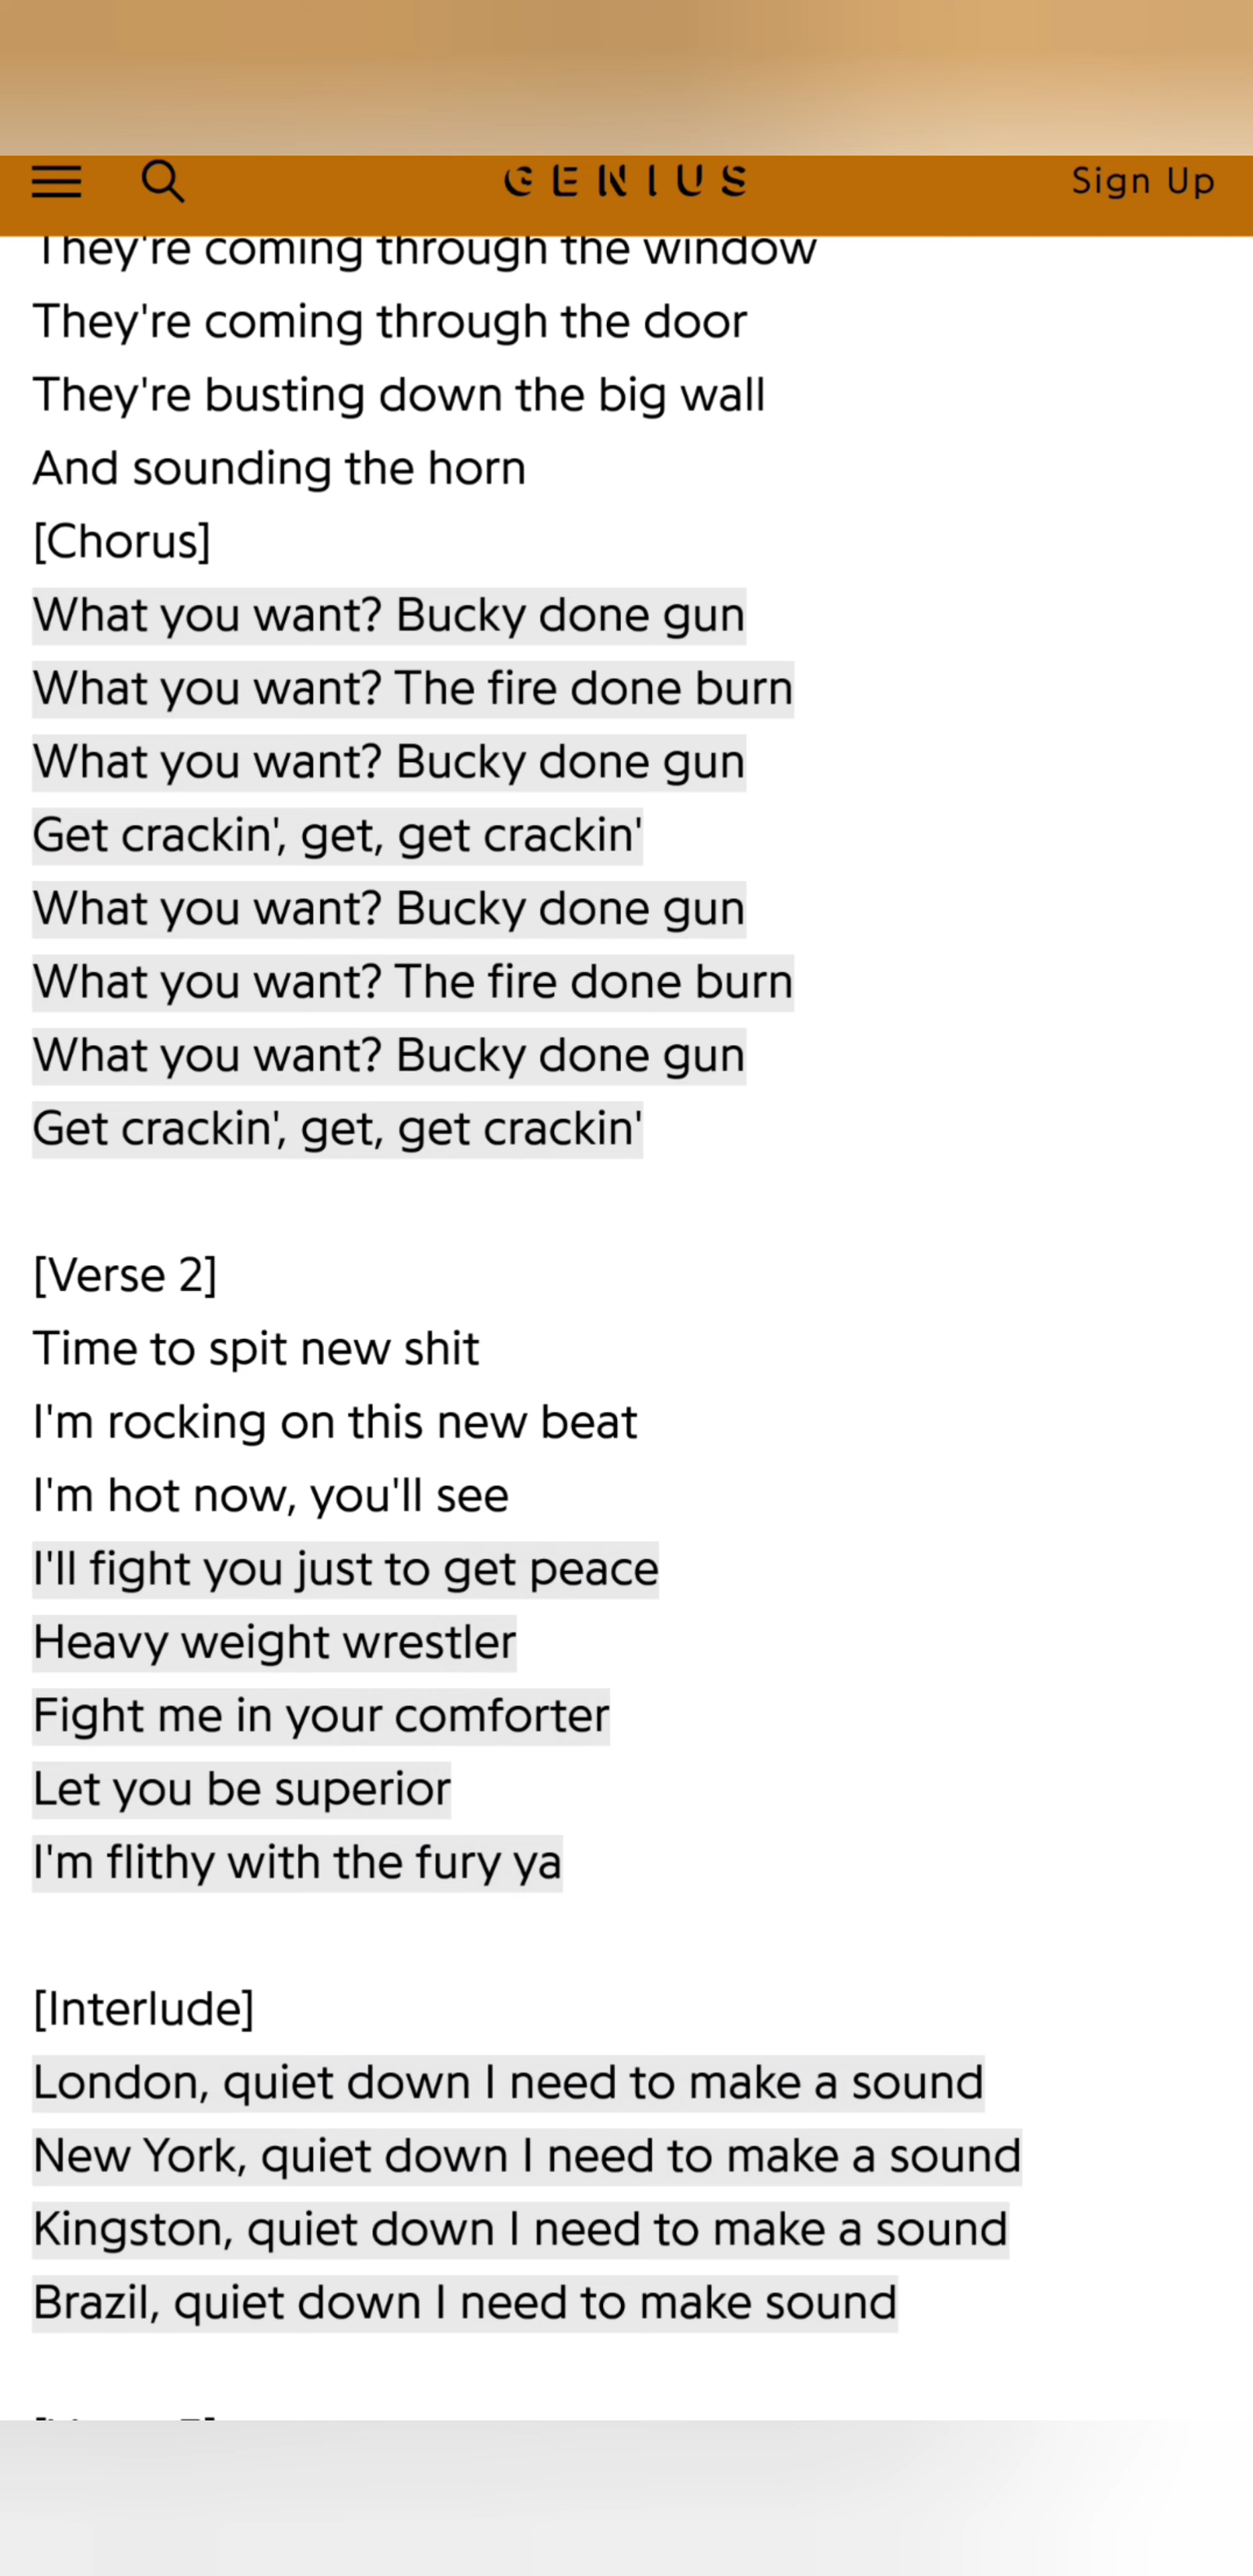 GENIUS
Sign Up
They're coming through the window
They're coming through the door
They're busting down the big wall
And sounding the horn
[Chorus]
What you want? Bucky done gun
What you want? The fire done burn
What you want? Bucky done gun
Get crackin', get, get crackin'
What you want? Bucky done gun
What you want? The fire done burn
What you want? Bucky done gun
Get crackin', get, get crackin'
[Verse 2]
Time to spit new shit
I'm rocking on this new beat
I'm hot now, you'll see
I'll fight you just to get peace
Heavy weight wrestler
Fight me in your comforter
Let you be superior
I'm flithy with the fury ya
[Interlude]
London, quiet down I need to make a sound
New York, quiet down I need to make a sound
Kingston, quiet down I need to make a sound
Brazil, quiet down I need to make sound